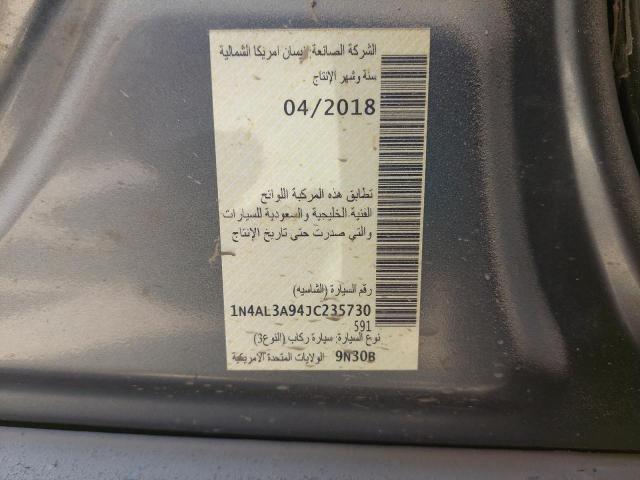 الشركة الصانعة: نيسان امريكا الشمالية
سنة وشهر الإنتاج
04/2018
تطابق هذه المركبة اللوائح
الفنية الخليجية والسعودية للسيارات
والتي صدرت حتى تاريخ الإنتاج
رقم السيارة (الشاسيه)
1N4AL3A94JC235730
591
نوع السيارة: سيارة ركاب (النوع3)
9N30B الولايات المتحدة الامريكية